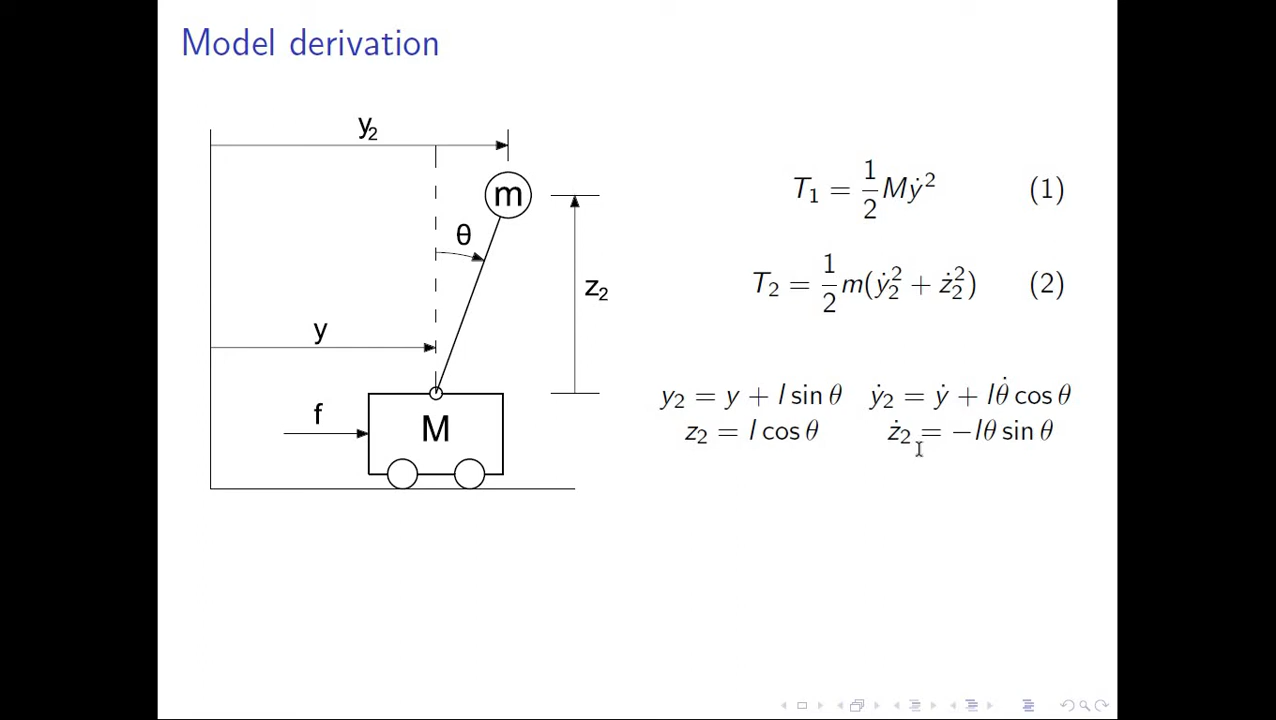 Model derivation
y₂
m
θ
z₂
y
f
M
T₁ = 1/2 Mẏ² (1)
T₂ = 1/2 m(ẏ₂² + ż₂²) (2)
y₂ = y + l sin θ ẏ₂ = ẏ + lθ̇ cos θ
z₂ = l cos θ ż₂ = −lθ sin θ